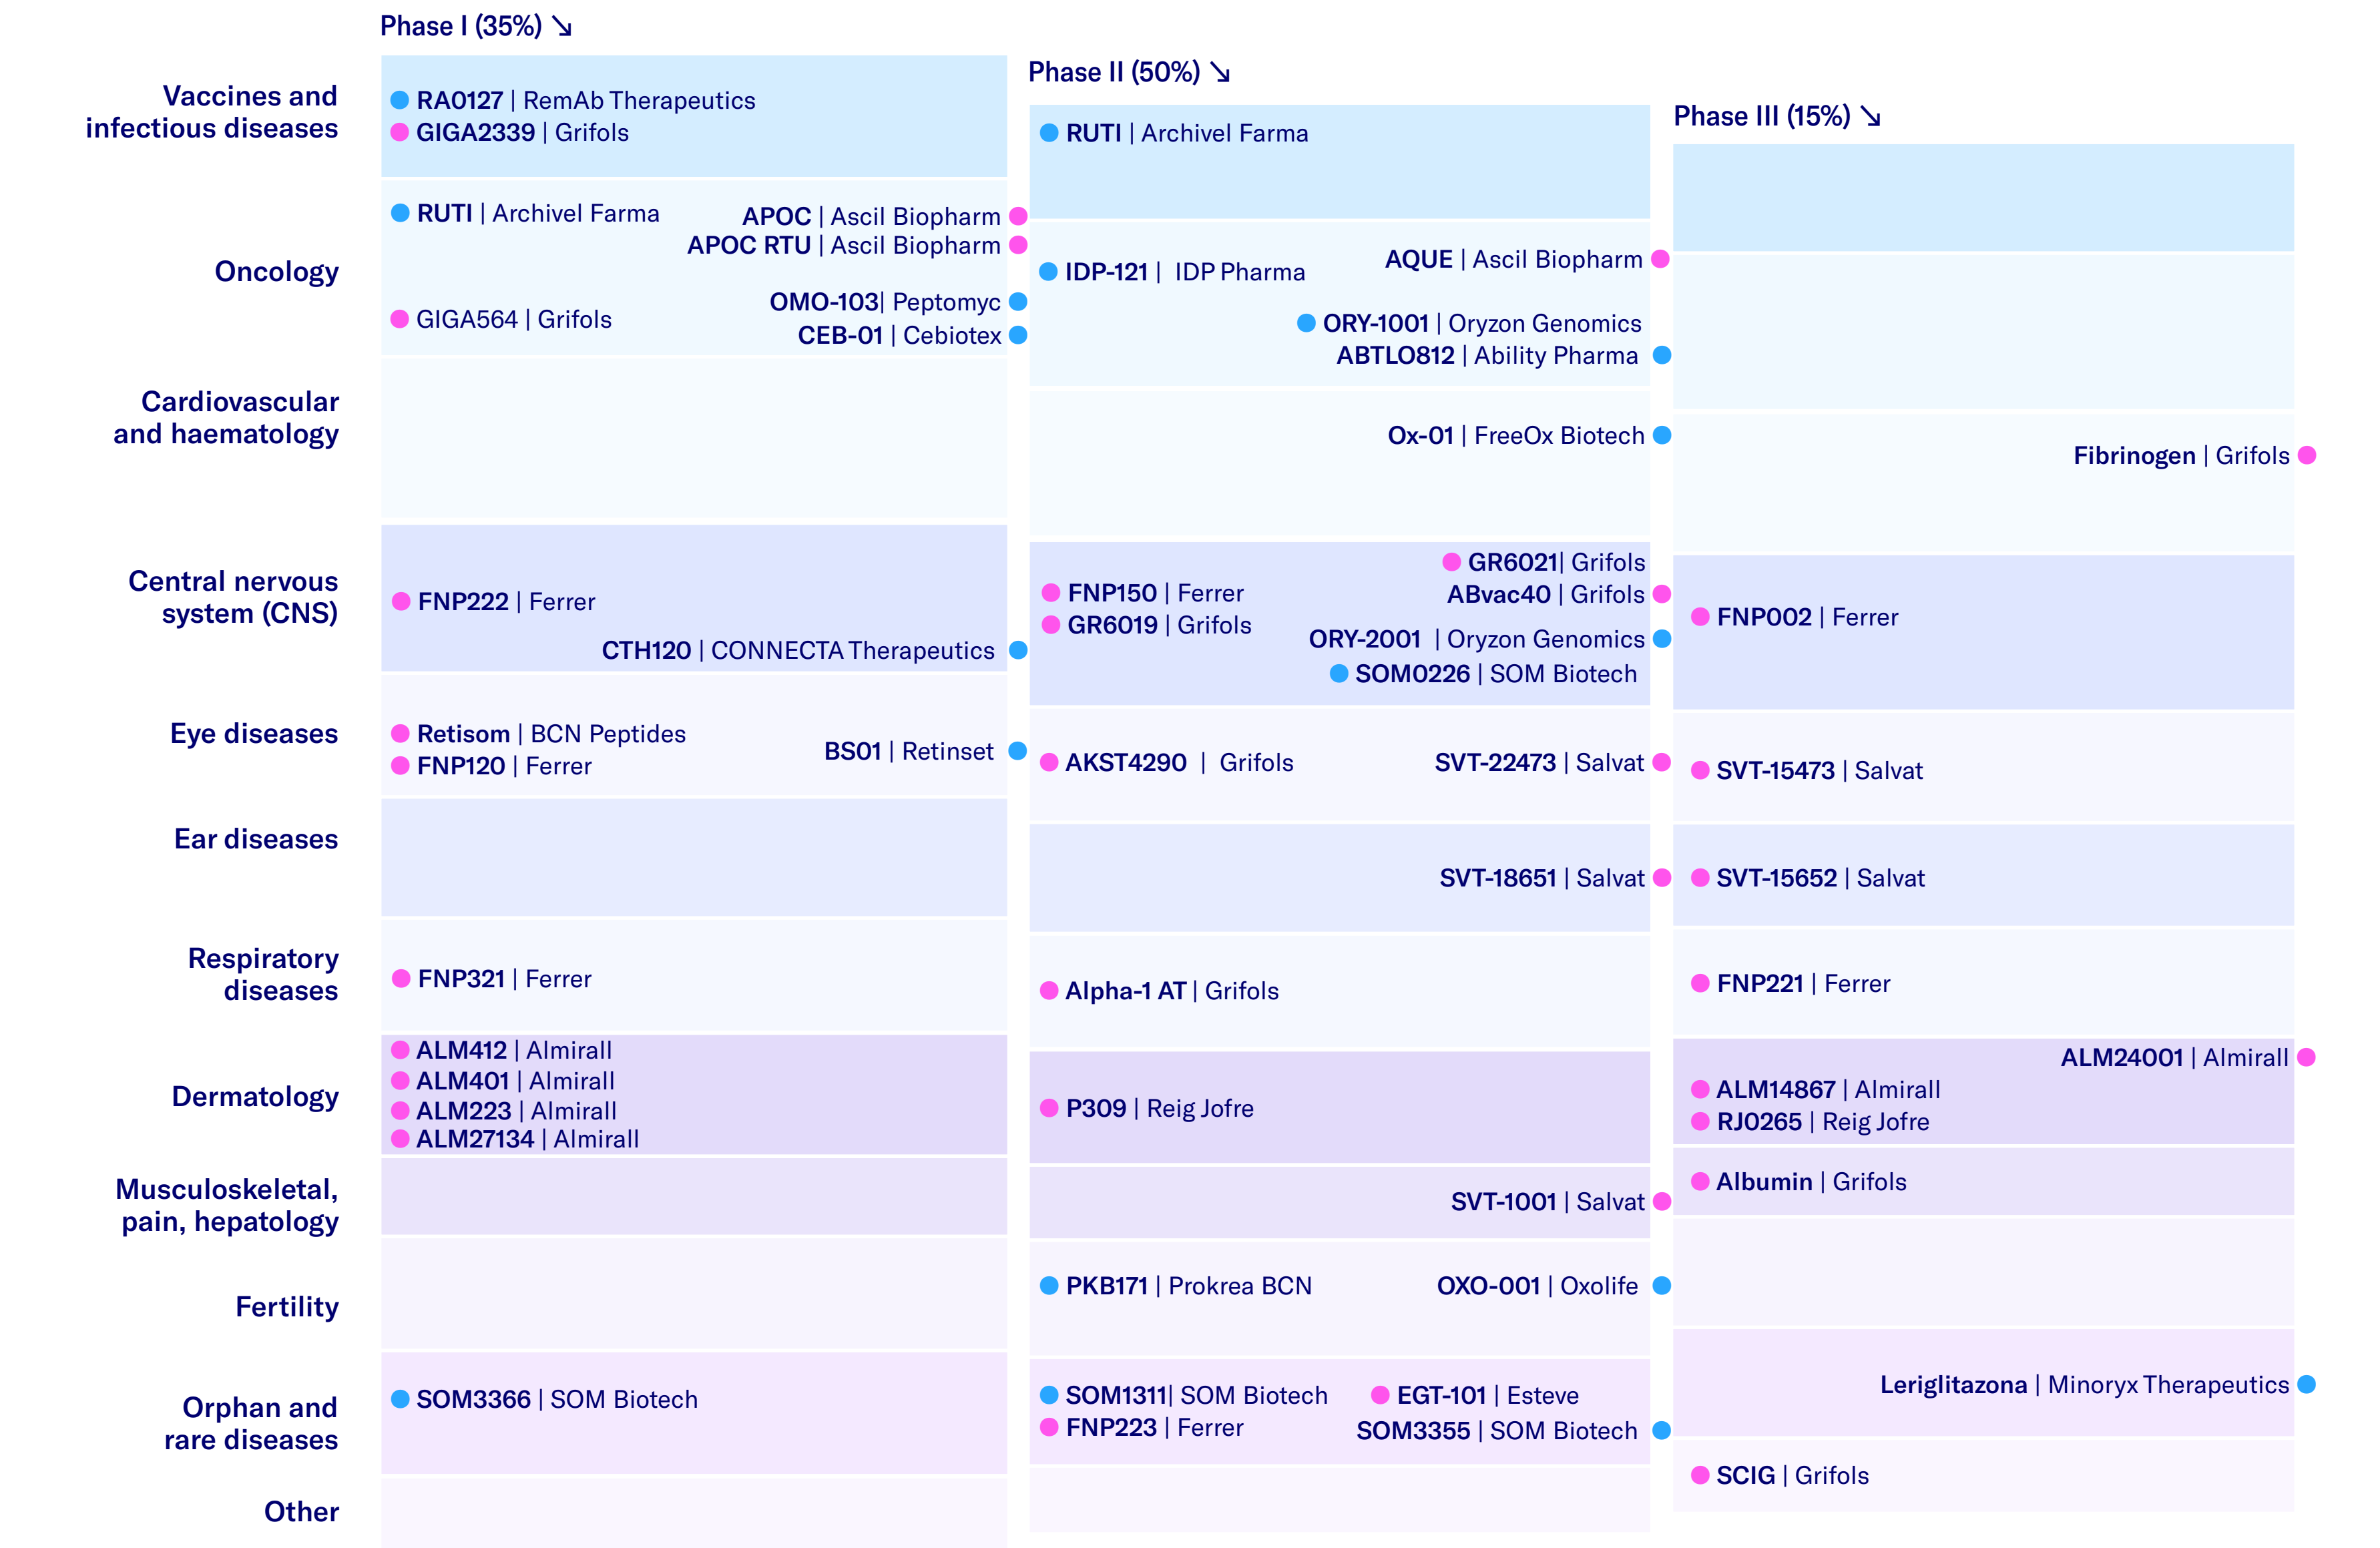 Phase I (35%) ↘
Phase II (50%) ↘
Phase III (15%) ↘
Vaccines and
infectious diseases
RA0127 | RemAb Therapeutics
GIGA2339 | Grifols
RUTI | Archivel Farma
Oncology
RUTI | Archivel Farma
APOC | Ascil Biopharm
APOC RTU | Ascil Biopharm
OMO-103| Peptomyc
GIGA564 | Grifols
CEB-01 | Cebiotex
IDP-121 | IDP Pharma
AQUE | Ascil Biopharm
ORY-1001 | Oryzon Genomics
ABTLO812 | Ability Pharma
Cardiovascular
and haematology
Ox-01 | FreeOx Biotech
Fibrinogen | Grifols
Central nervous
system (CNS)
FNP222 | Ferrer
CTH120 | CONNECTA Therapeutics
GR6021| Grifols
FNP150 | Ferrer
ABvac40 | Grifols
GR6019 | Grifols
ORY-2001 | Oryzon Genomics
SOM0226 | SOM Biotech
FNP002 | Ferrer
Eye diseases
Retisom | BCN Peptides
FNP120 | Ferrer
BS01 | Retinset
AKST4290 | Grifols
SVT-22473 | Salvat
SVT-15473 | Salvat
Ear diseases
SVT-18651 | Salvat
SVT-15652 | Salvat
Respiratory
diseases
FNP321 | Ferrer
Alpha-1 AT | Grifols
FNP221 | Ferrer
Dermatology
ALM412 | Almirall
ALM401 | Almirall
ALM223 | Almirall
ALM27134 | Almirall
P309 | Reig Jofre
ALM24001 | Almirall
ALM14867 | Almirall
RJ0265 | Reig Jofre
Musculoskeletal,
pain, hepatology
SVT-1001 | Salvat
Albumin | Grifols
Fertility
PKB171 | Prokrea BCN
OXO-001 | Oxolife
Orphan and
rare diseases
SOM3366 | SOM Biotech
SOM1311| SOM Biotech
EGT-101 | Esteve
FNP223 | Ferrer
SOM3355 | SOM Biotech
Leriglitazona | Minoryx Therapeutics
Other
SCIG | Grifols